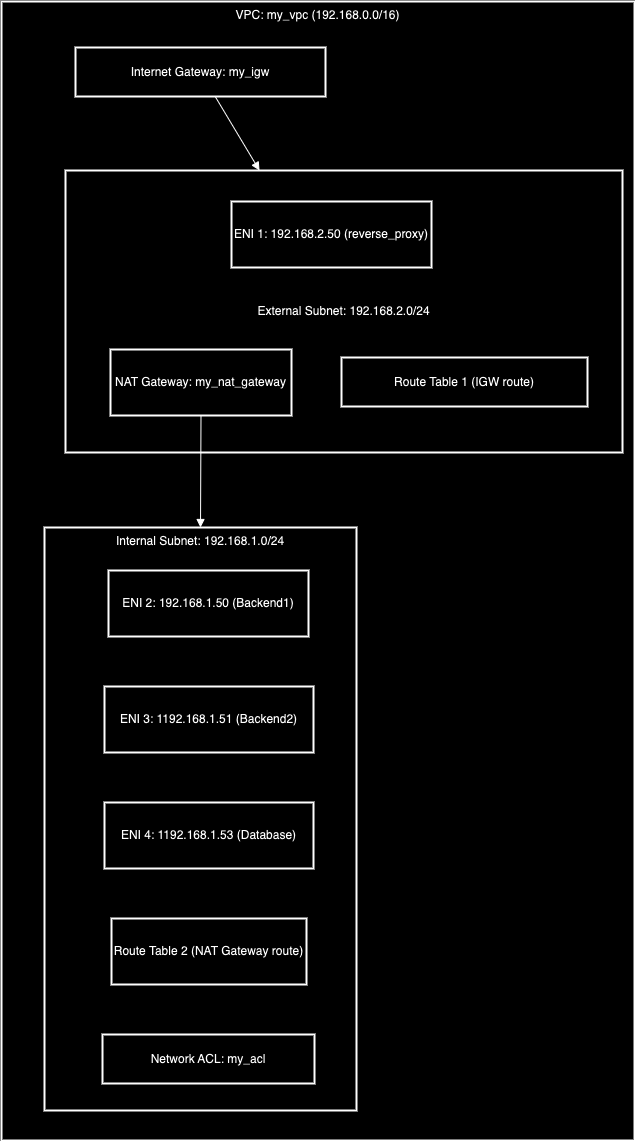 VPC: my_vpc (192.168.0.0/16)
Internet Gateway: my_igw
ENI 1: 192.168.2.50 (reverse_proxy)
External Subnet: 192.168.2.0/24
NAT Gateway: my_nat_gateway
Route Table 1 (IGW route)
Internal Subnet: 192.168.1.0/24
ENI 2: 192.168.1.50 (Backend1)
ENI 3: 1192.168.1.51 (Backend2)
ENI 4: 1192.168.1.53 (Database)
Route Table 2 (NAT Gateway route)
Network ACL: my_acl